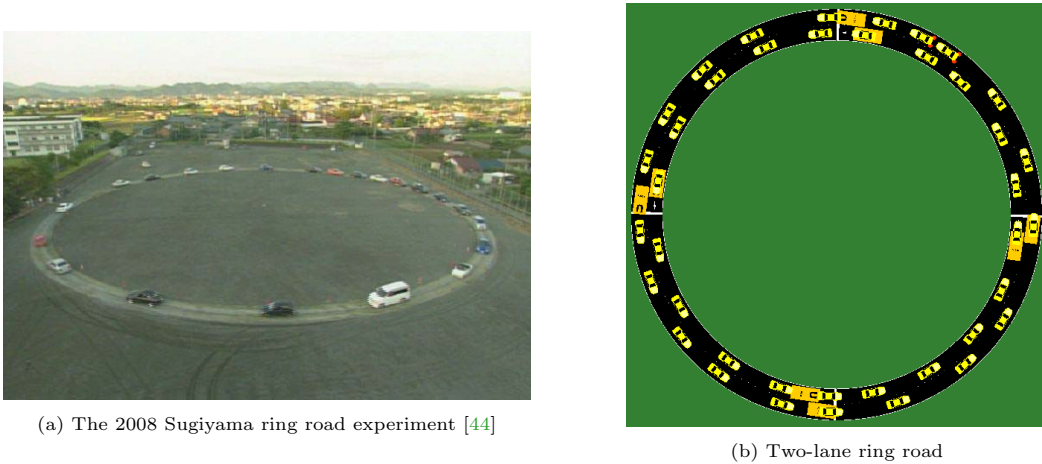 (a) The 2008 Sugiyama ring road experiment [44]
(b) Two-lane ring road